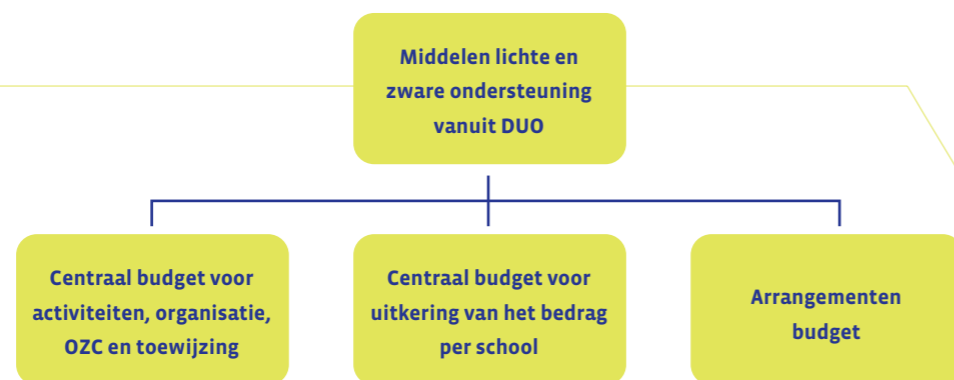 Middelen lichte en
zware ondersteuning
vanuit DUO
Centraal budget voor
activiteiten, organisatie,
OZC en toewijzing
Centraal budget voor
uitkering van het bedrag
per school
Arrangementen
budget